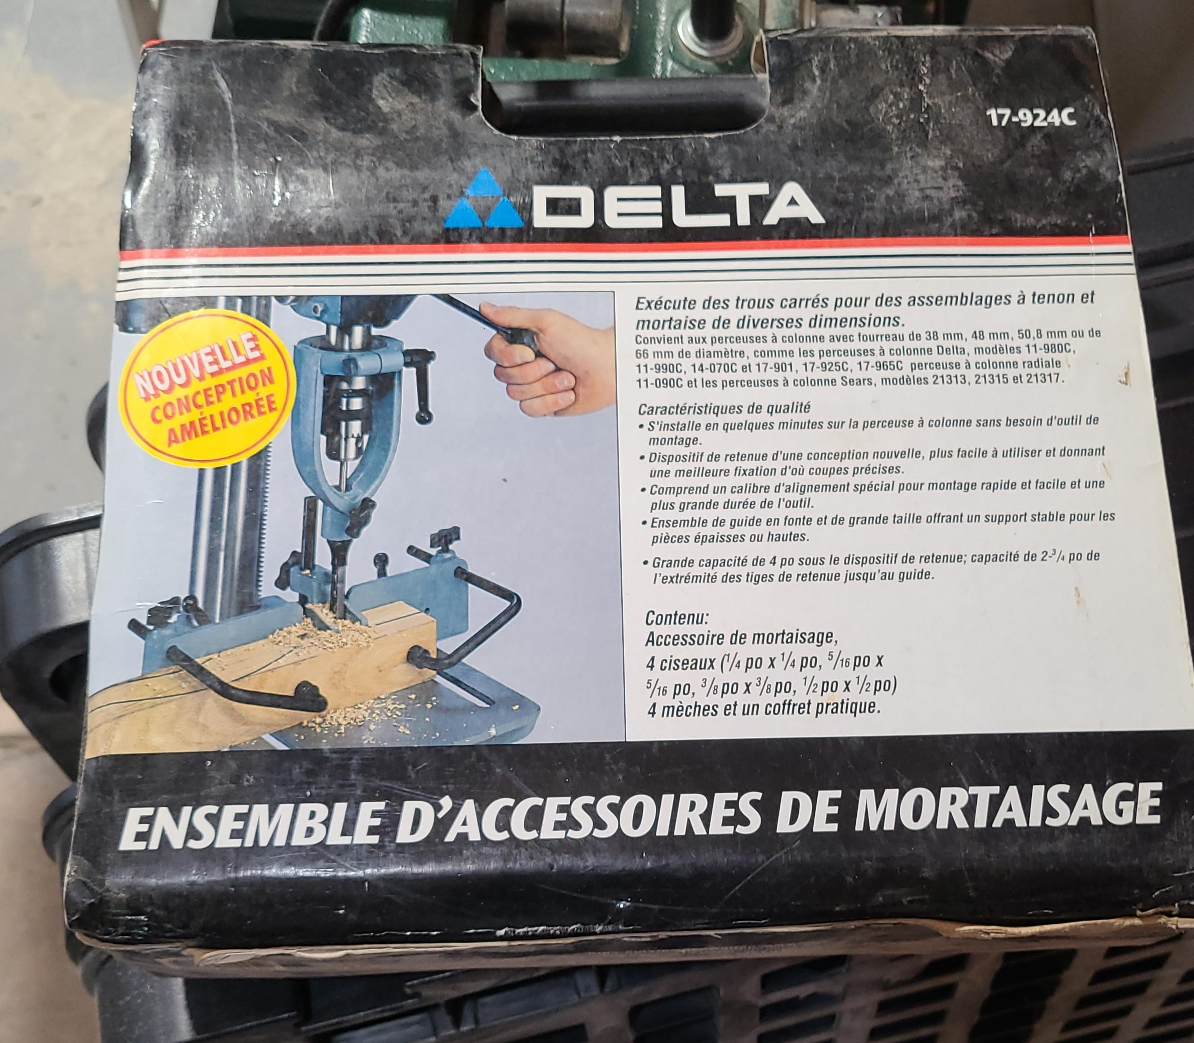 17-924C
DELTA
NOUVELLE
CONCEPTION
AMÉLIORÉE
Exécute des trous carrés pour des assemblages à tenon et
mortaise de diverses dimensions.
Convient aux perceuses à colonne avec fourreau de 38 mm, 48 mm, 50,8 mm ou de
66 mm de diamètre, comme les perceuses à colonne Delta, modèles 11-980C,
11-990C, 14-070C et 17-901, 17-925C, 17-965C perceuse à colonne radiale
11-090C et les perceuses à colonne Sears, modèles 21313, 21315 et 21317.
Caractéristiques de qualité
• S'installe en quelques minutes sur la perceuse à colonne sans besoin d'outil de
montage.
• Dispositif de retenue d'une conception nouvelle, plus facile à utiliser et donnant
une meilleure fixation d'où coupes précises.
• Comprend un calibre d'alignement spécial pour montage rapide et facile et une
plus grande durée de l'outil.
• Ensemble de guide en fonte et de grande taille offrant un support stable pour les
pièces épaisses ou hautes.
• Grande capacité de 4 po sous le dispositif de retenue; capacité de 2-3/4 po de
l'extrémité des tiges de retenue jusqu'au guide.
Contenu:
Accessoire de mortaisage,
4 ciseaux (1/4 po x 1/4 po, 5/16 po x
5/16 po, 3/8 po x 3/8 po, 1/2 po x 1/2 po)
4 mèches et un coffret pratique.
ENSEMBLE D'ACCESSOIRES DE MORTAISAGE